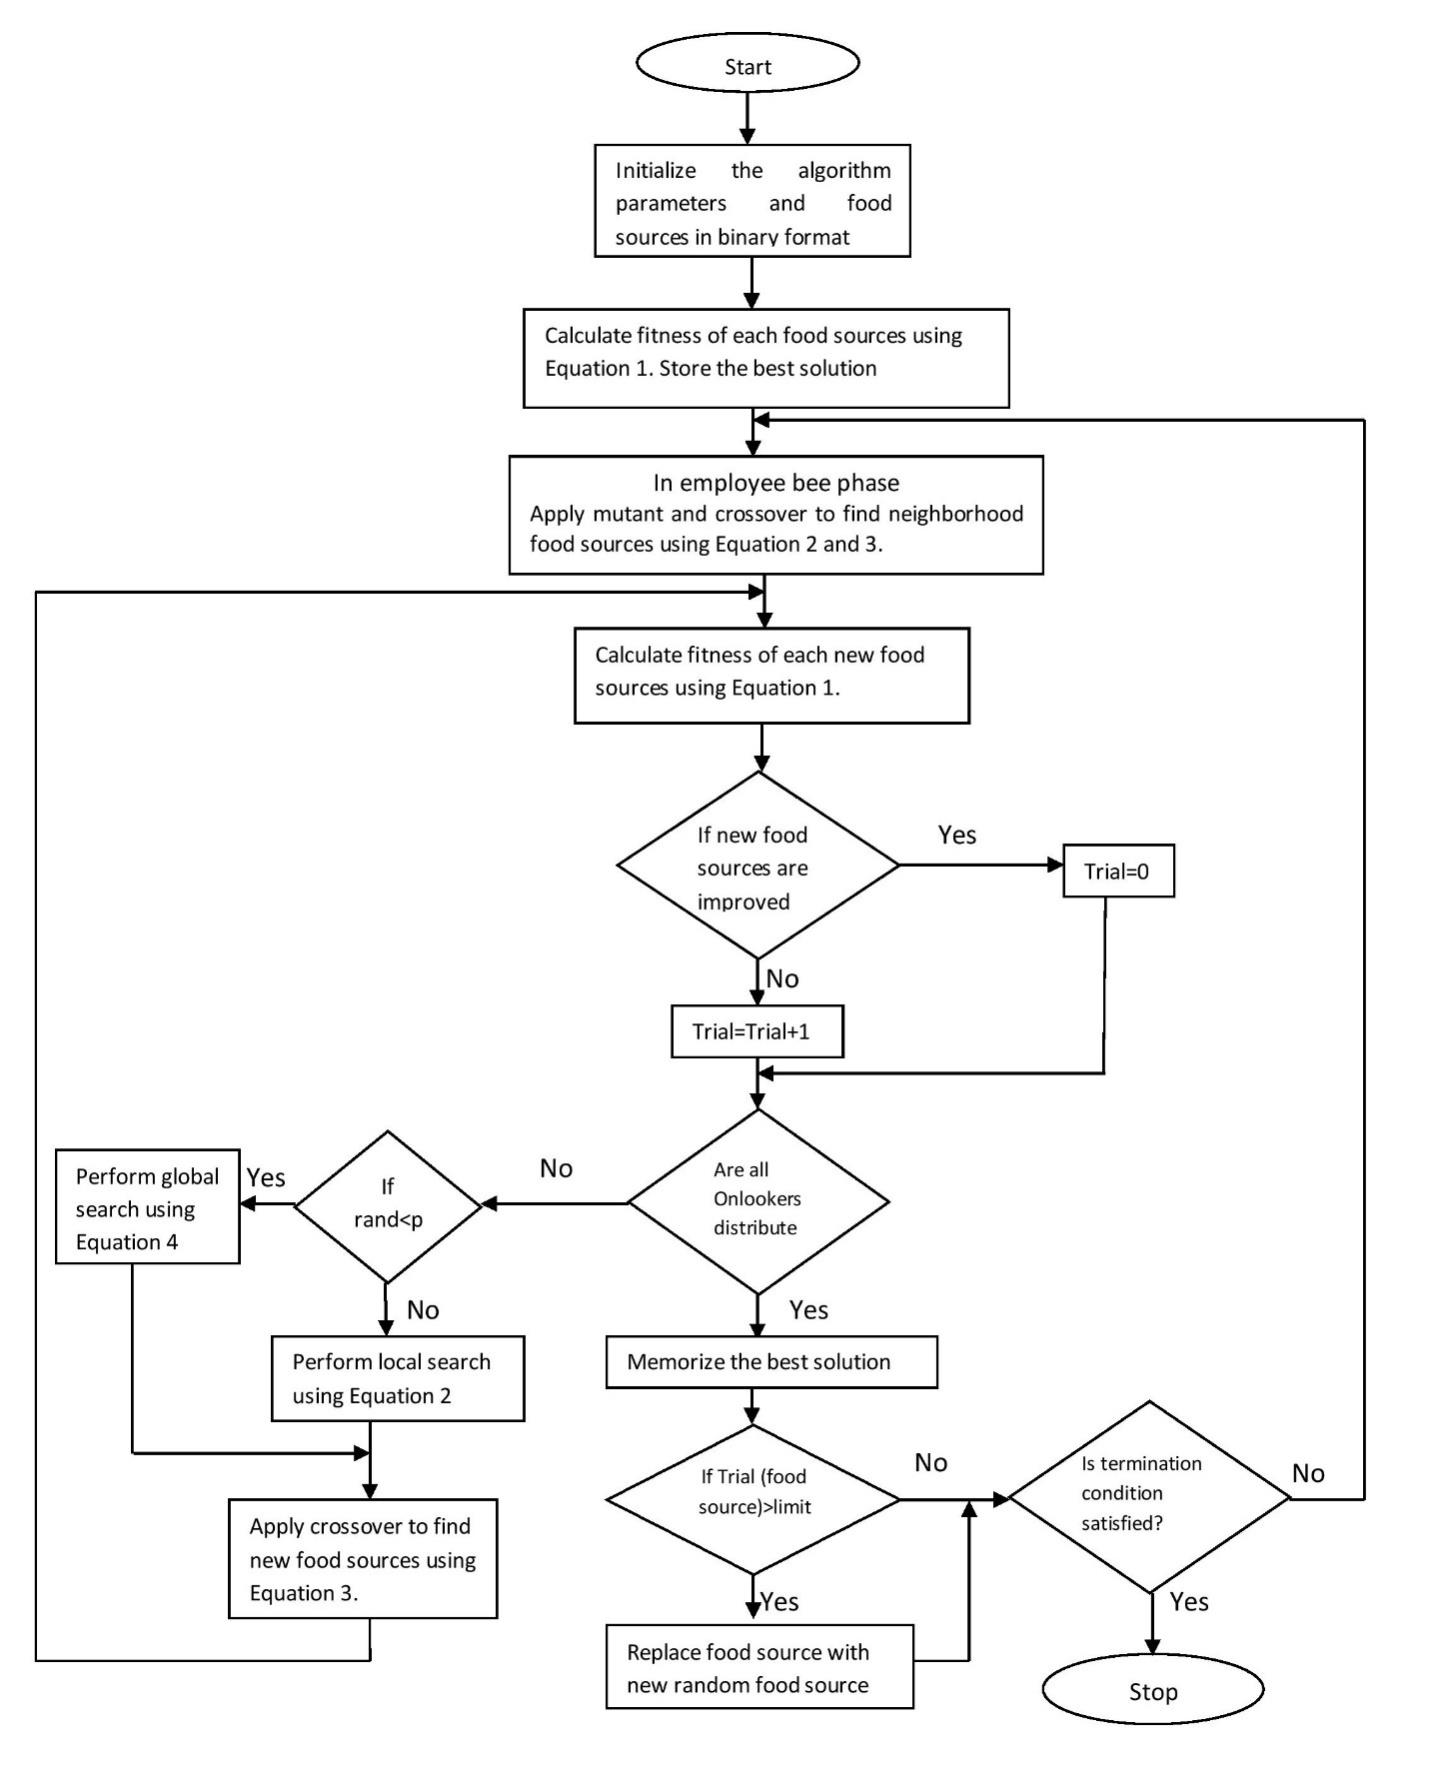 Start
Initialize the algorithm
parameters and food
sources in binary format
Calculate fitness of each food sources using
Equation 1. Store the best solution
In employee bee phase
Apply mutant and crossover to find neighborhood
food sources using Equation 2 and 3.
Calculate fitness of each new food
sources using Equation 1.
If new food
sources are
improved
Yes
Trial=0
No
Trial=Trial+1
Are all
Onlookers
distribute
No
If
rand<p
Yes
Perform global
search using
Equation 4
No
Perform local search
using Equation 2
Apply crossover to find
new food sources using
Equation 3.
Yes
Memorize the best solution
If Trial (food
source)>limit
No
Yes
Replace food source with
new random food source
Is termination
condition
satisfied?
No
Yes
Stop